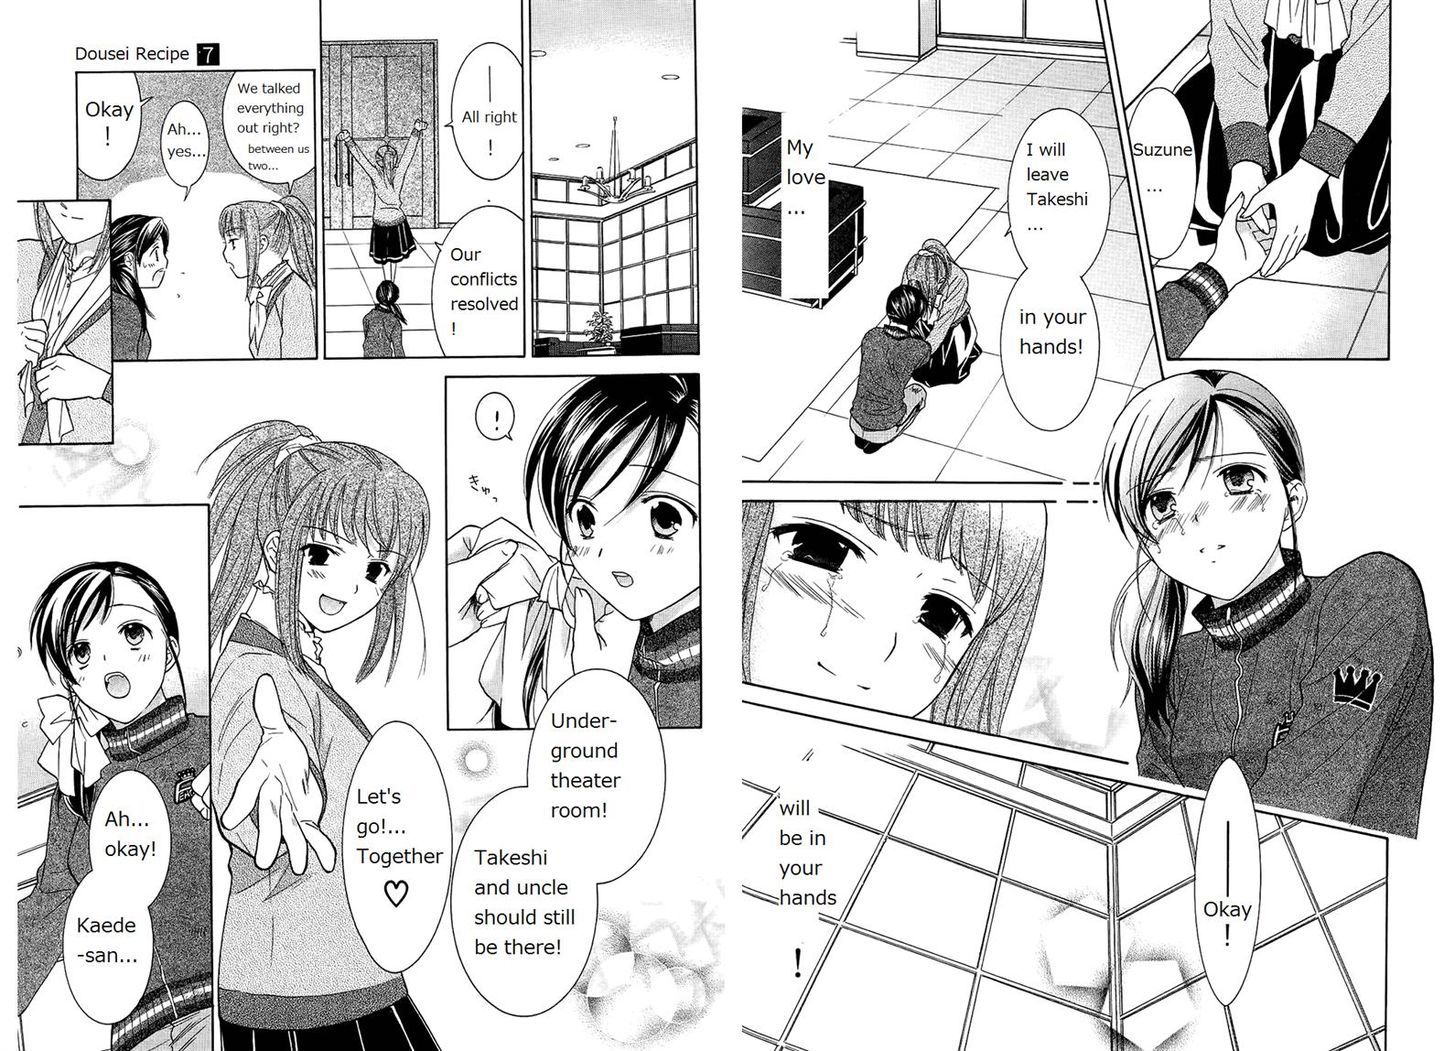 Suzune
...
I will
leave
Takeshi
...
in your
hands!
My
love
...
will
be in
your
hands
!
Okay
!
Dousei Recipe 7
All right
!
Our
conflicts
resolved
!
We talked
everything
out right?
between us
two...
Ah...
yes...
Okay
!
!
きゅっ
Under-
ground
theater
room!
Takeshi
and uncle
should still
be there!
Let's
go!...
Together
♡
Ah...
okay!
Kaede
-san...